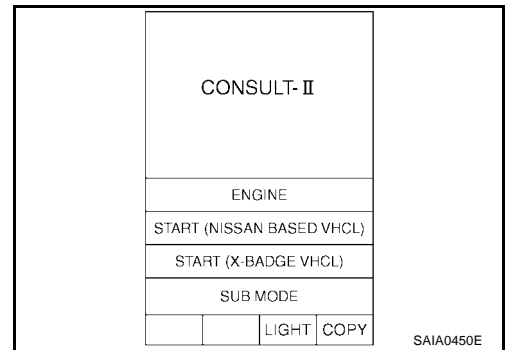 CONSULT-Ⅱ
ENGINE
START (NISSAN BASED VHCL)
START (X-BADGE VHCL)
SUB MODE
LIGHT COPY
SAIA0450E